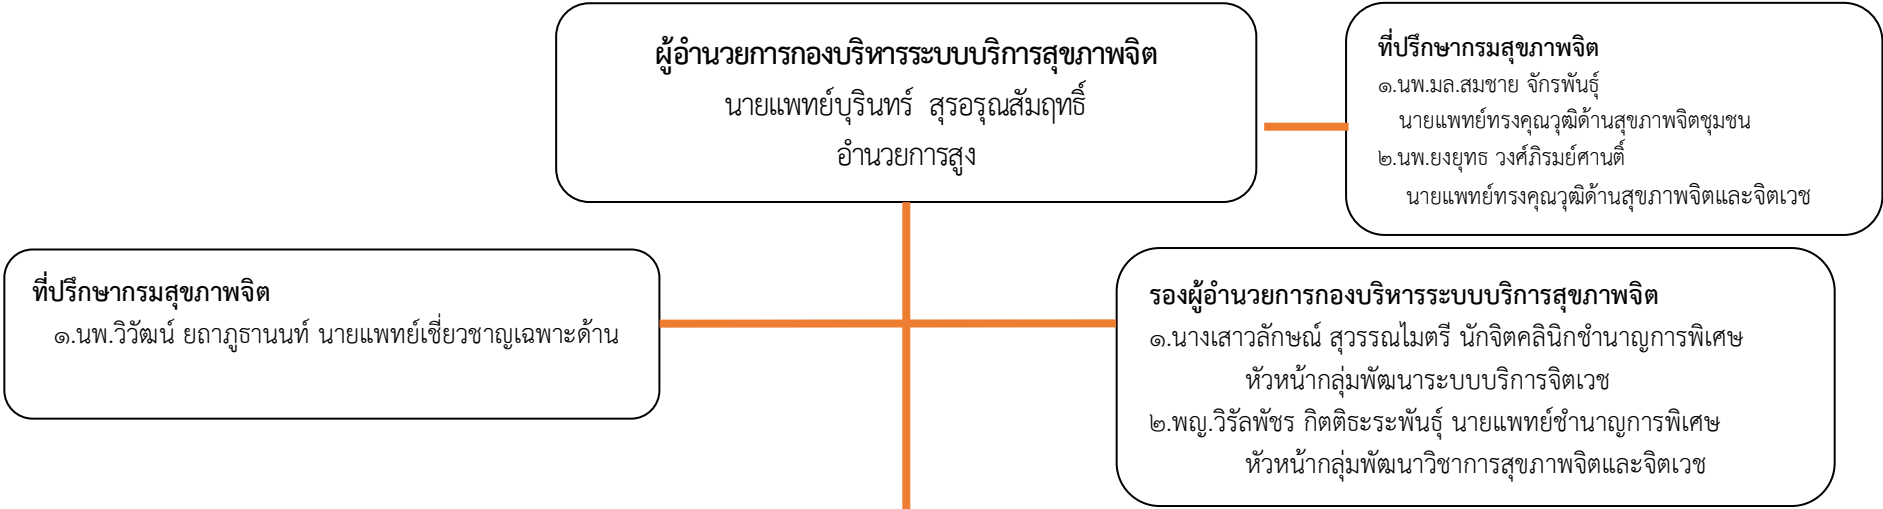 ผู้อำนวยการกองบริหารระบบบริการสุขภาพจิต
นายแพทย์บุรินทร์ สุรอรุณสัมฤทธิ์
อำนวยการสูง
ที่ปรึกษากรมสุขภาพจิต
๑.นพ.มล.สมชาย จักรพันธุ์
นายแพทย์ทรงคุณวุฒิด้านสุขภาพจิตชุมชน
๒.นพ.ยงยุทธ วงศ์ภิรมย์ศานติ์
นายแพทย์ทรงคุณวุฒิด้านสุขภาพจิตและจิตเวช
ที่ปรึกษากรมสุขภาพจิต
๑.นพ.วิวัฒน์ ยถาภูธานนท์ นายแพทย์เชี่ยวชาญเฉพาะด้าน
รองผู้อำนวยการกองบริหารระบบบริการสุขภาพจิต
๑.นางเสาวลักษณ์ สุวรรณไมตรี นักจิตคลินิกชำนาญการพิเศษ
หัวหน้ากลุ่มพัฒนาระบบบริการจิตเวช
๒.พญ.วิรัลพัชร กิตติธะระพันธุ์ นายแพทย์ชำนาญการพิเศษ
หัวหน้ากลุ่มพัฒนาวิชาการสุขภาพจิตและจิตเวช